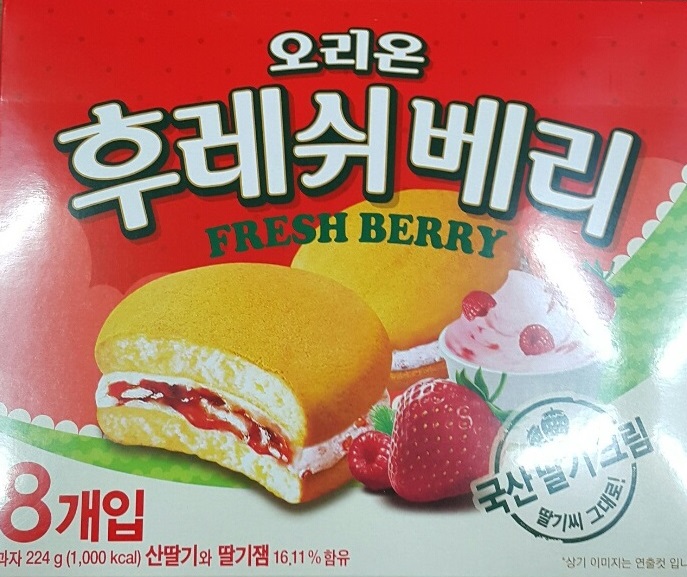 오리온
후레쉬베리
FRESH BERRY
국산 딸기크림
딸기씨 그대로!
8개입
과자 224 g (1,000 kcal) 산딸기와 딸기잼 16.11 % 함유
*상기 이미지는 연출컷 입니